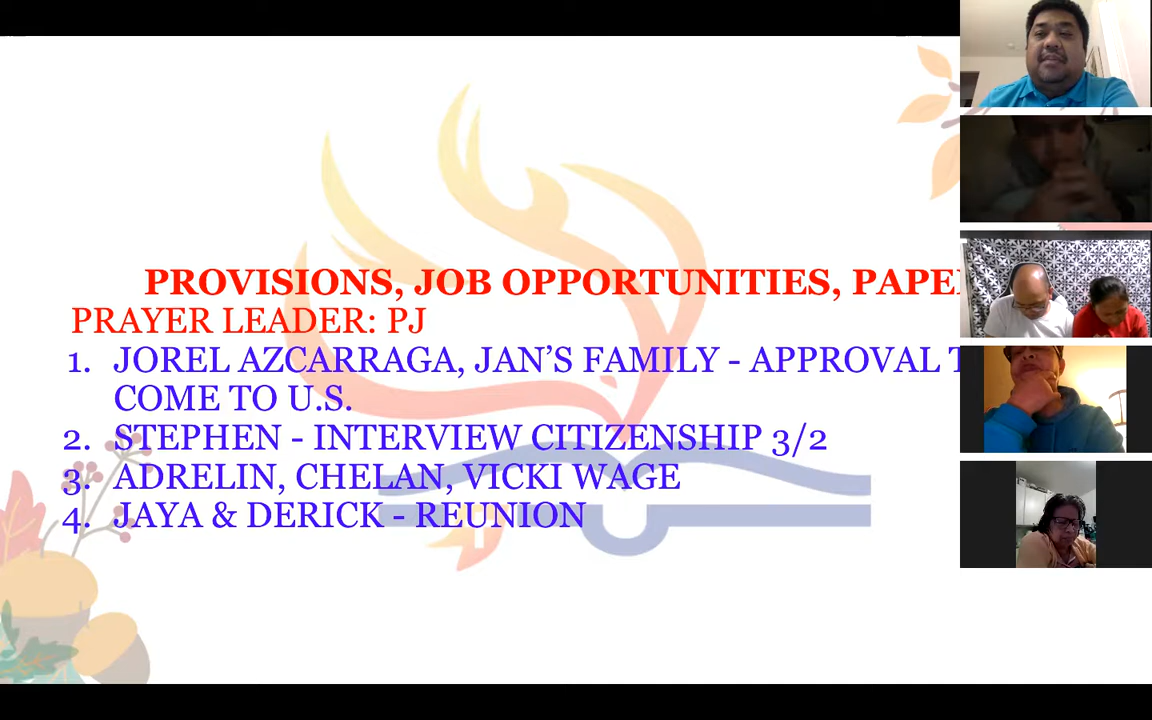 PROVISIONS, JOB OPPORTUNITIES,
PRAYER LEADER: PJ
1. JOREL AZCARRAGA, JAN'S FAMILY - APPROVAL
COME TO U.S.
2. STEPHEN - INTERVIEW CITIZENSHIP 3/2
3. ADRELIN, CHELAN, VICKI WAGE
4. JAYA & DERICK - REUNION